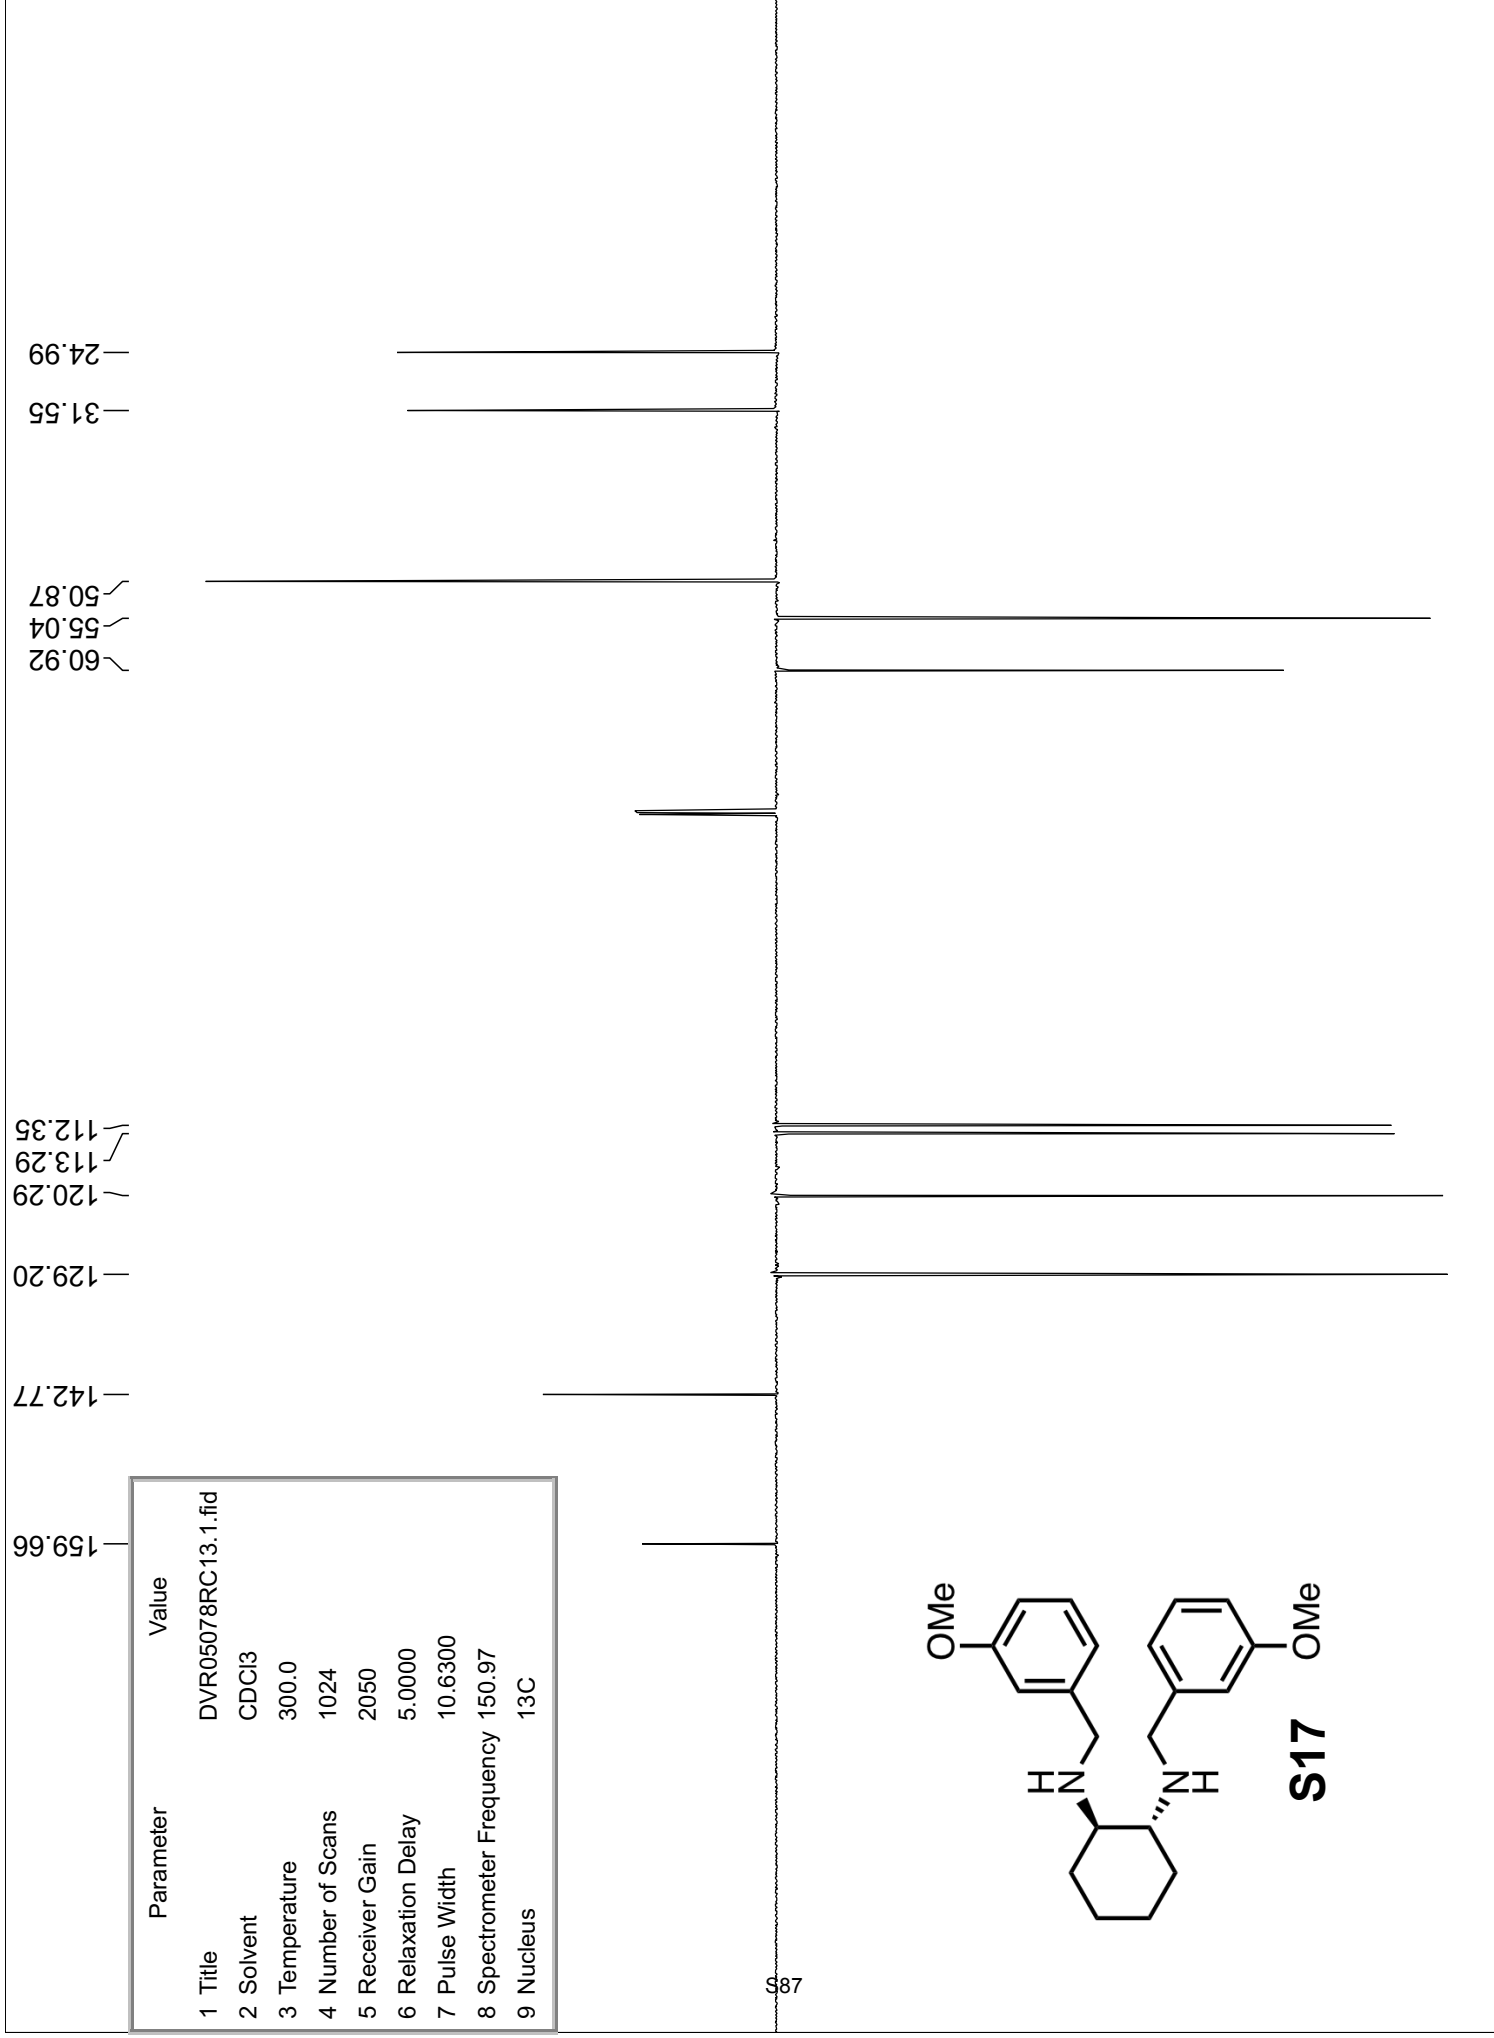 159.66
142.77
129.20
120.29
113.29
112.35
60.92
55.04
50.87
31.55
24.99
Parameter Value
1 Title DVR05078RC13.1.fid
2 Solvent CDCl3
3 Temperature 300.0
4 Number of Scans 1024
5 Receiver Gain 2050
6 Relaxation Delay 5.0000
7 Pulse Width 10.6300
8 Spectrometer Frequency 150.97
9 Nucleus 13C
OMe
H
N
N
H
OMe
S17
S87